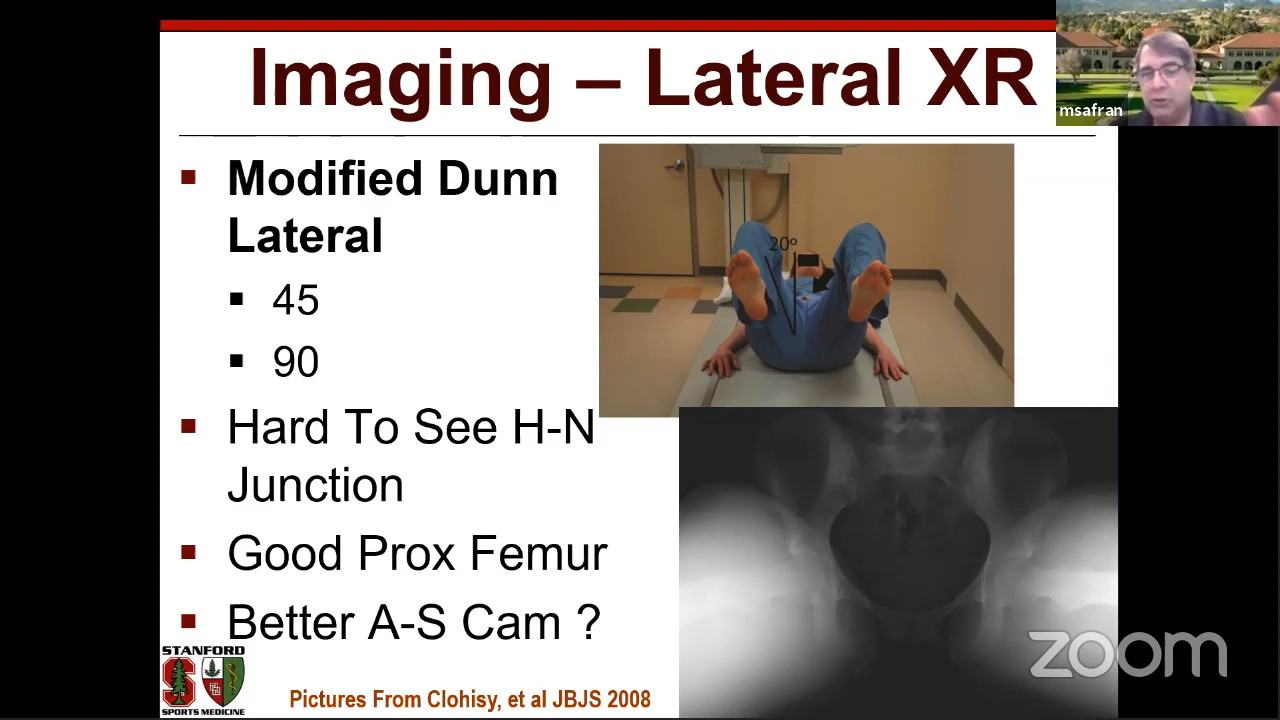 Imaging – Lateral XR
msafran
▪ Modified Dunn
Lateral
▪ 45
▪ 90
▪ Hard To See H-N
Junction
▪ Good Prox Femur
▪ Better A-S Cam ?
20º
STANFORD
S
SPORTS MEDICINE
Pictures From Clohisy, et al JBJS 2008
zoom